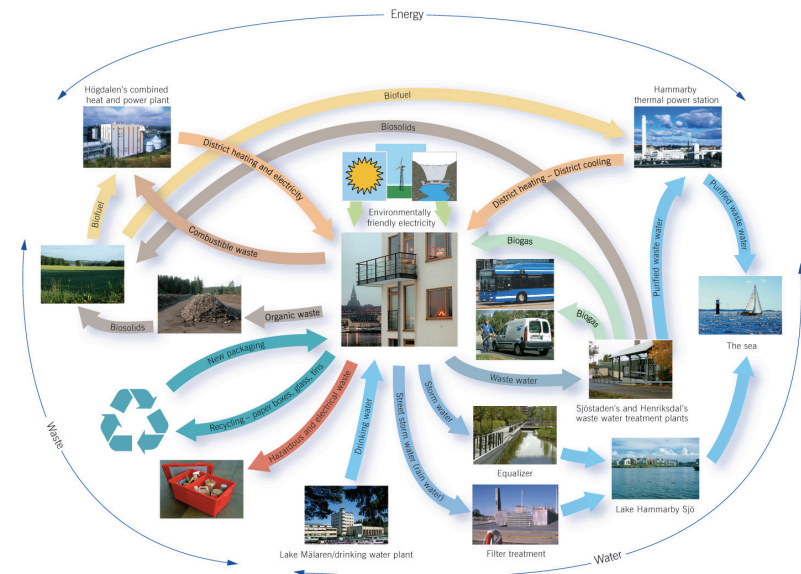 Energy
Högdalen's combined
heat and power plant
Hammarby
thermal power station
Biofuel
Biosolids
District heating and electricity
District heating – District cooling
Purified waste water
Purified waste water
Environmentally
friendly electricity
Biofuel
Combustible waste
Biogas
Biogas
Organic waste
Biosolids
New packaging
Recycling – paper boxes, glass, tins
Hazardous and electrical waste
Drinking water
Waste water
Storm water
Street storm water (rain water)
The sea
Sjöstaden's and Henriksdal's
waste water treatment plants
Equalizer
Lake Hammarby Sjö
Filter treatment
Lake Mälaren/drinking water plant
Waste
Water